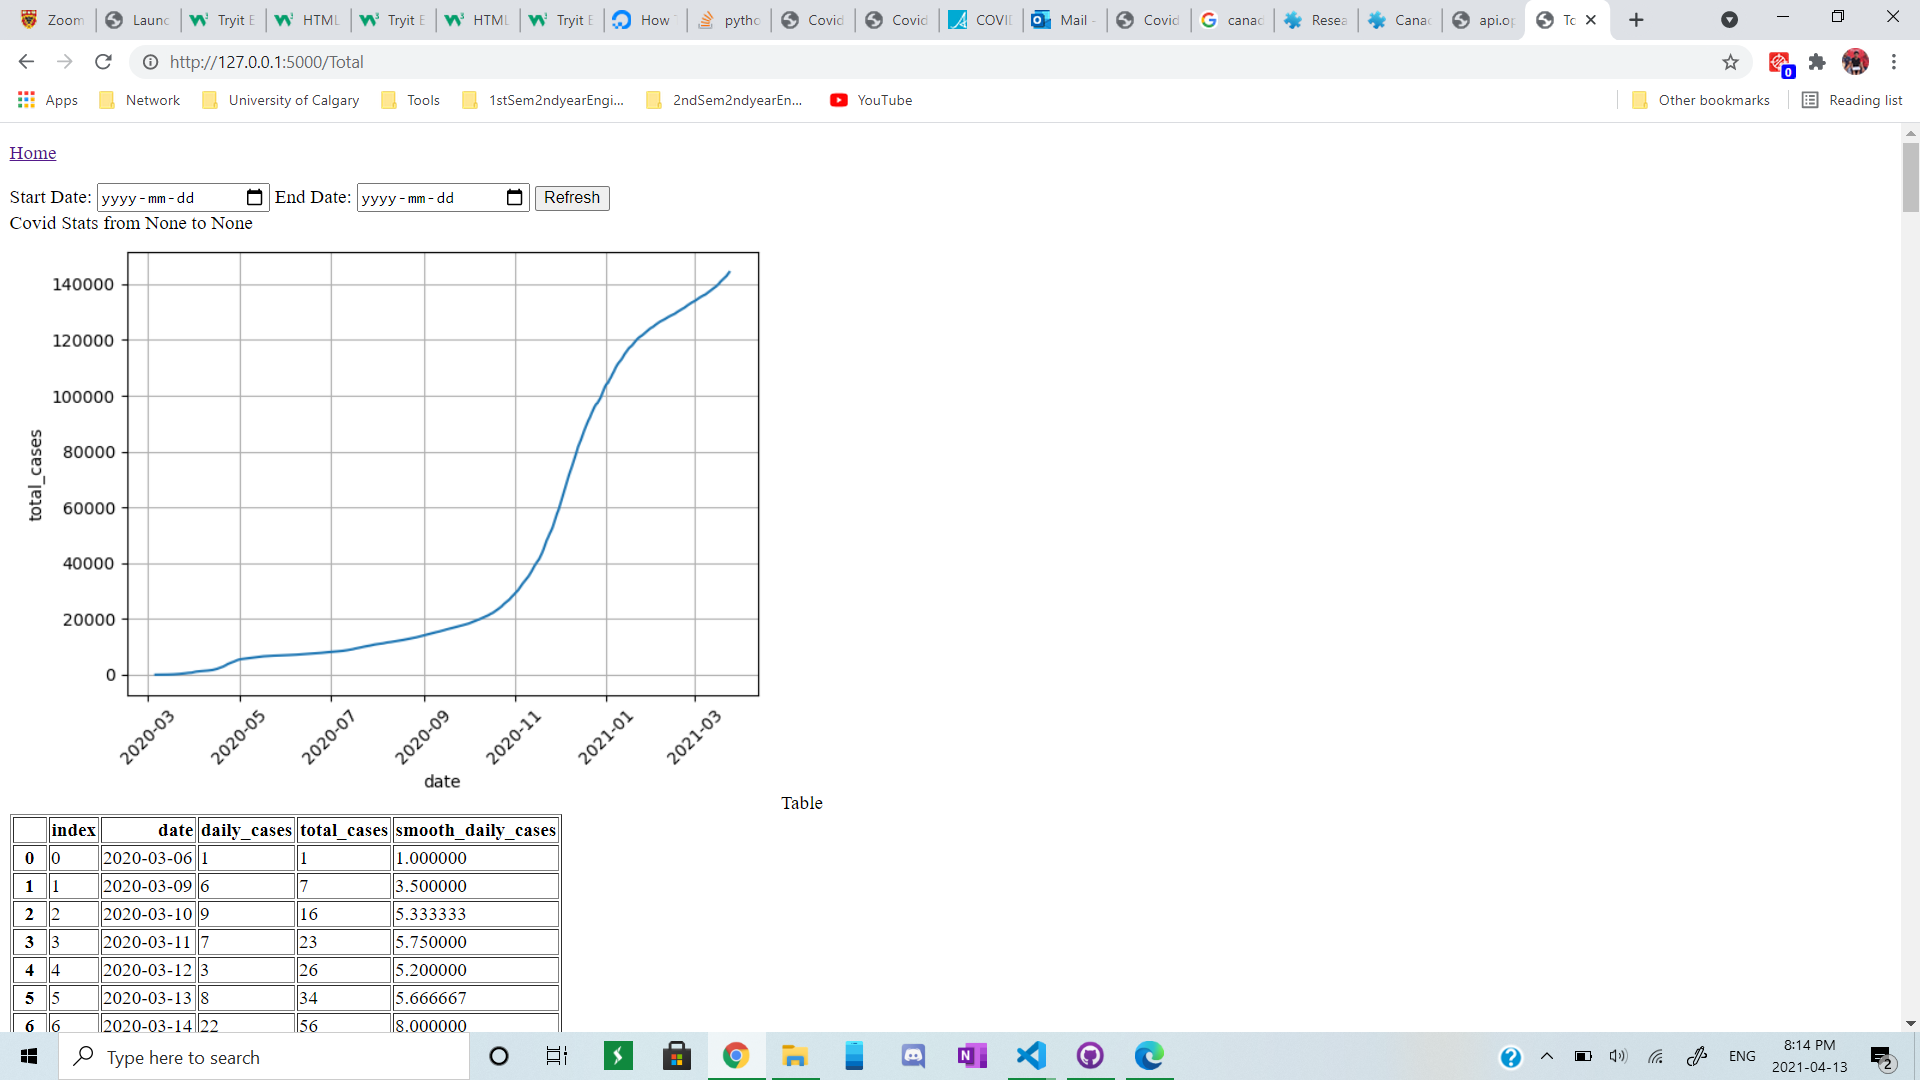 Zoom Launc Tryit E HTML Tryit E HTML Tryit E How pytho Covid Covid COVI Mail - Covid canad Resea Canac api.op Tc
http://127.0.0.1:5000/Total
0
Apps Network University of Calgary Tools 1stSem2ndyearEngi... 2ndSem2ndyearEn... YouTube Other bookmarks Reading list
Home
Start Date: yyyy-mm-dd End Date: yyyy-mm-dd Refresh
Covid Stats from None to None
140000
120000
100000
80000
60000
40000
20000
0
total_cases
2020-03 2020-05 2020-07 2020-09 2020-11 2021-01 2021-03
date
Table
index date daily_cases total_cases smooth_daily_cases
0 0 2020-03-06 1 1 1.000000
1 1 2020-03-09 6 7 3.500000
2 2 2020-03-10 9 16 5.333333
3 3 2020-03-11 7 23 5.750000
4 4 2020-03-12 3 26 5.200000
5 5 2020-03-13 8 34 5.666667
6 6 2020-03-14 22 56 8.000000
Type here to search
ENG
8:14 PM
2021-04-13
2